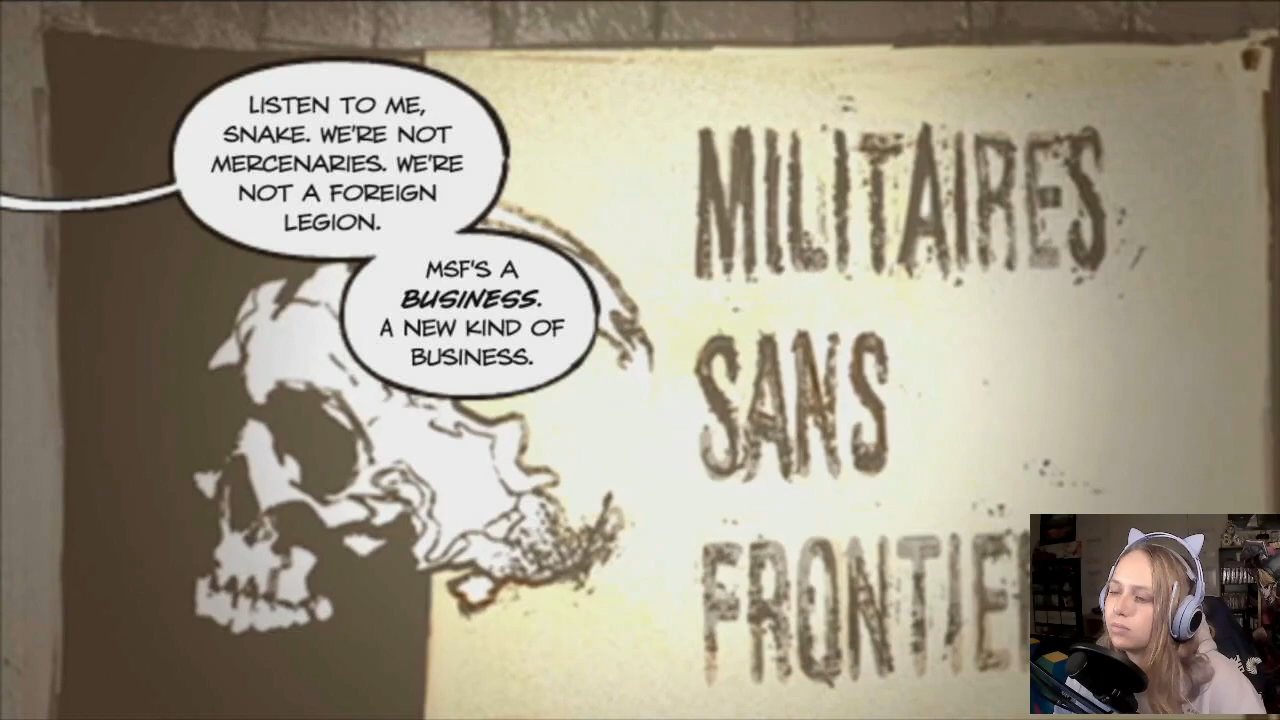 LISTEN TO ME,
SNAKE. WE'RE NOT
MERCENARIES. WE'RE
NOT A FOREIGN
LEGION.
MSF'S A
BUSINESS.
A NEW KIND OF
BUSINESS.
MILITAIRES
SANS
FRONTIE